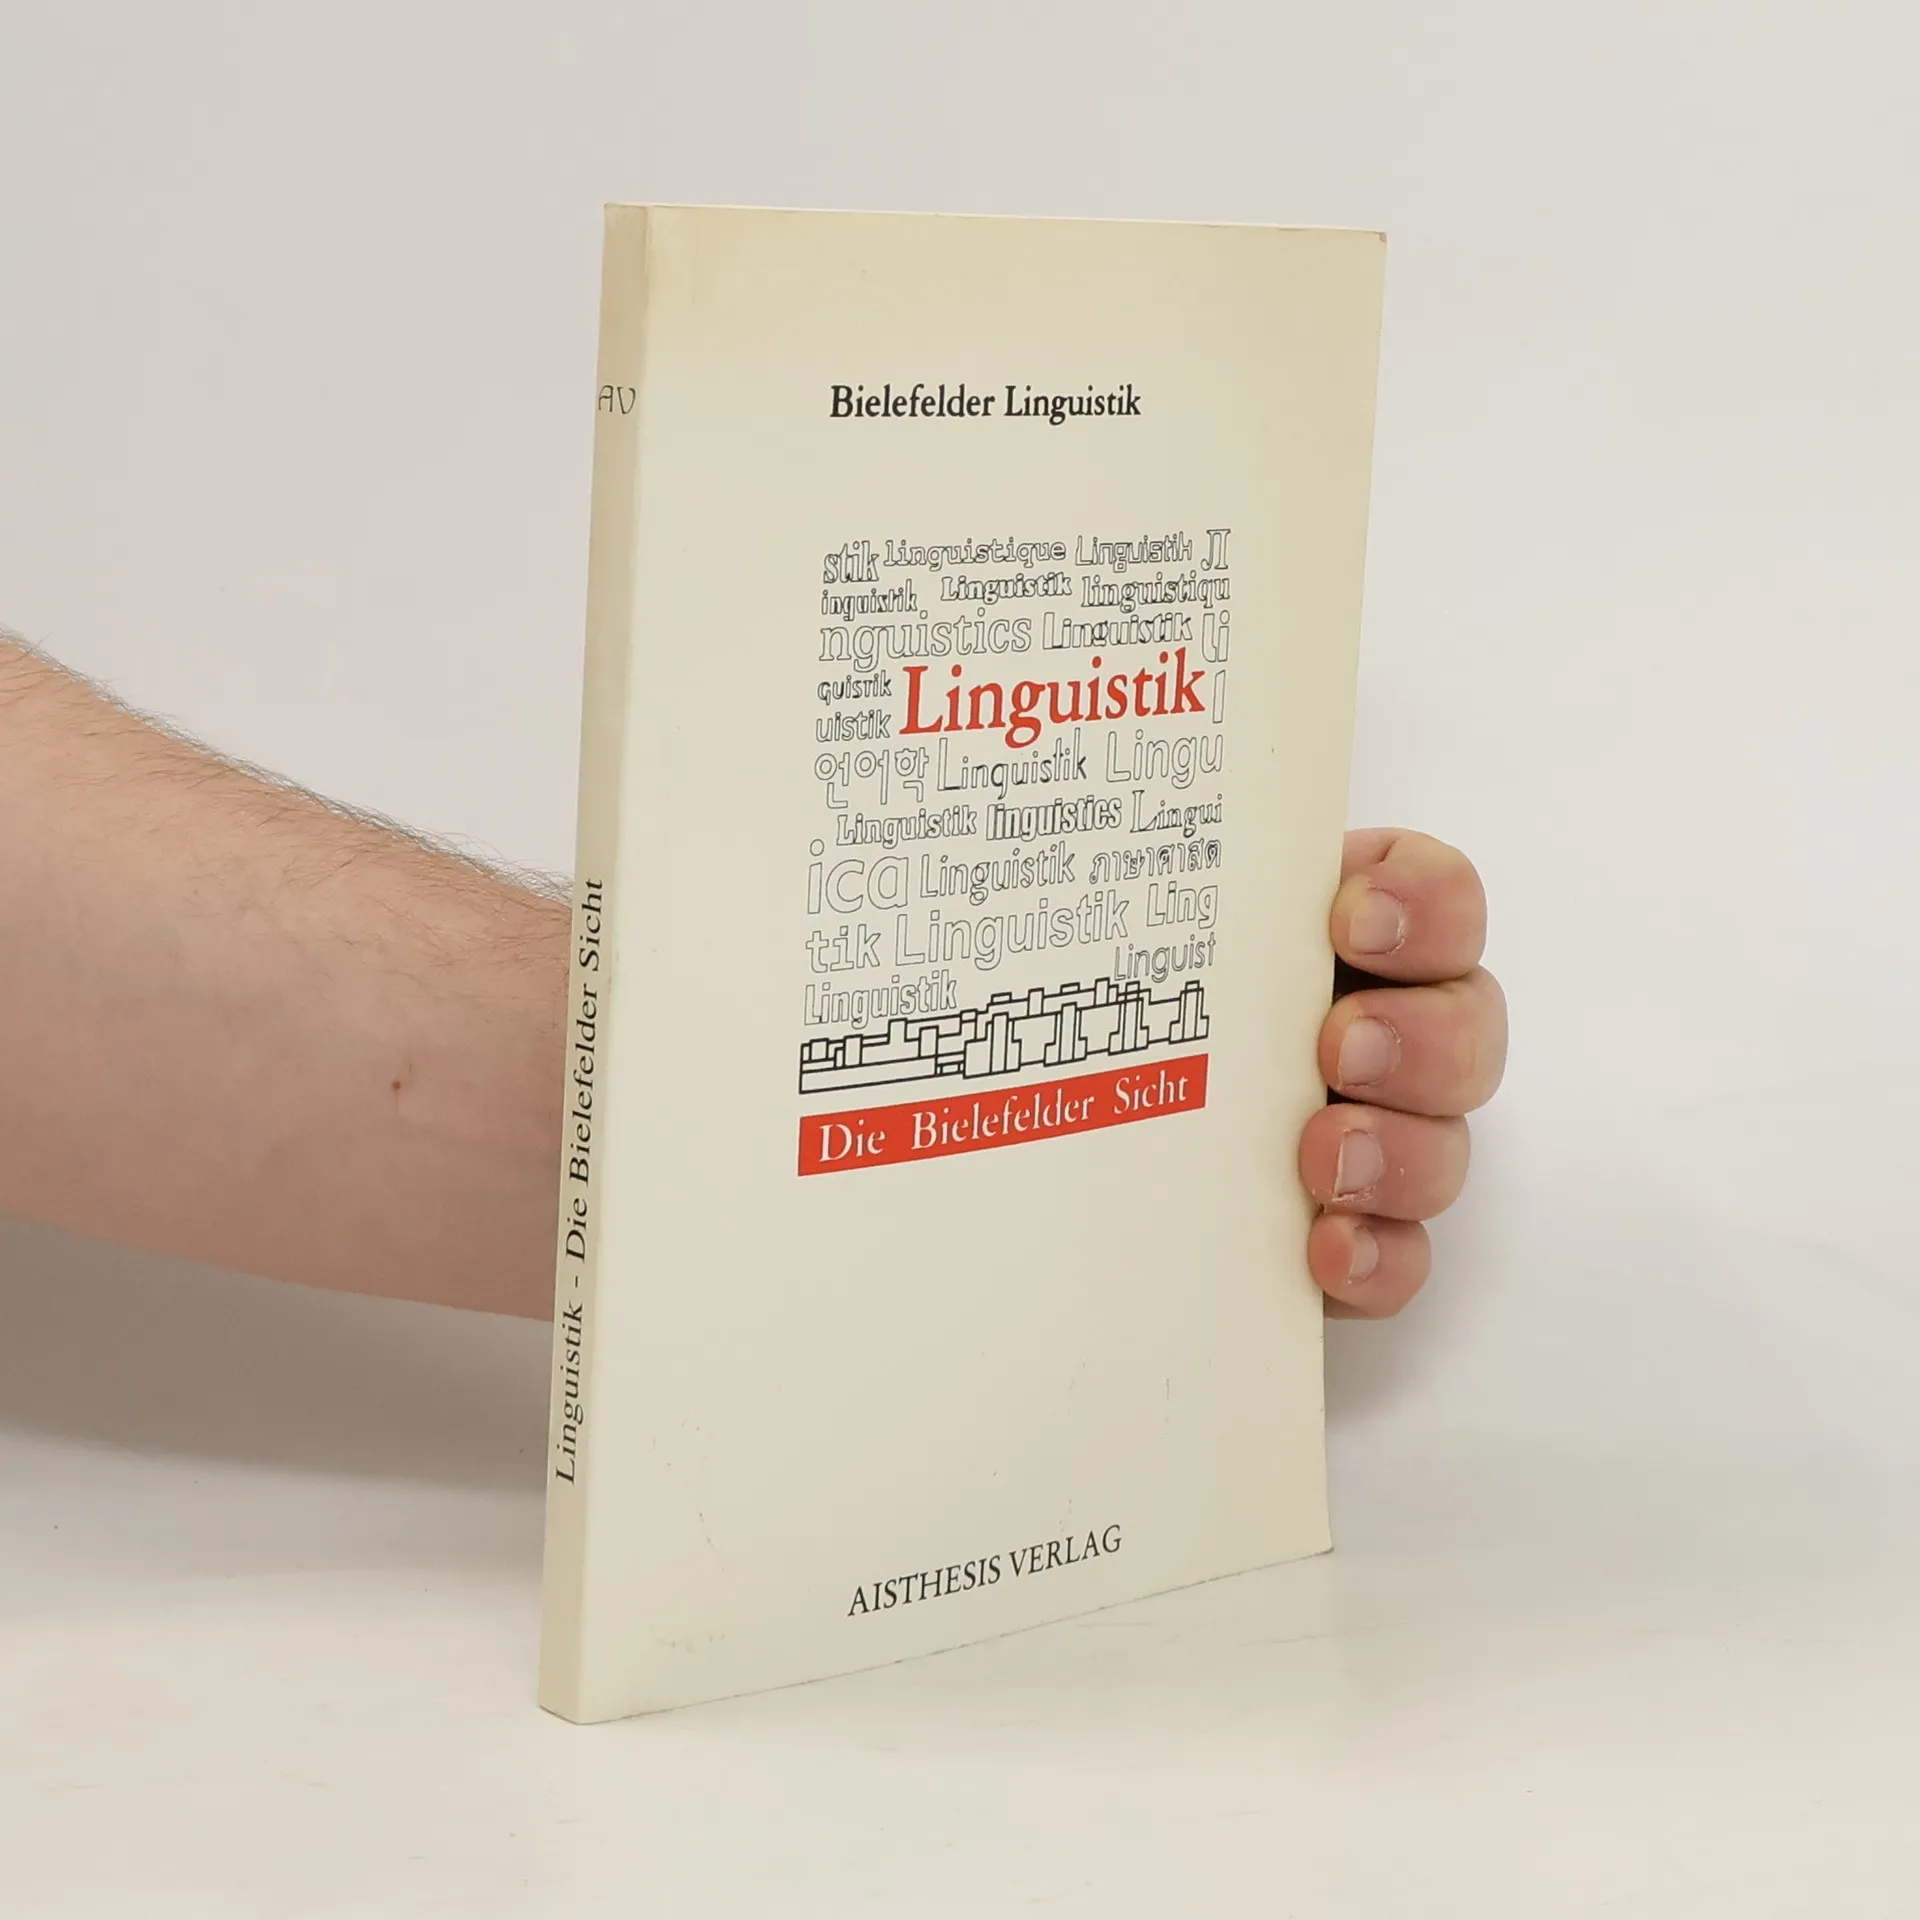 AV
Linguistik - Die Bielefelder Sicht
Bielefelder Linguistik
stik linguistique Linguistik Л
inguistik Linguistik linguistiqu
nguistics Linguistik li
guistik Linguistik l
uistik
언어학 Linguistik Lingu
Linguistik linguistics Lingui
ica Linguistik ภาษาศาสต
tik Linguistik Ling
Linguistik Linguist
Die Bielefelder Sicht
AISTHESIS VERLAG